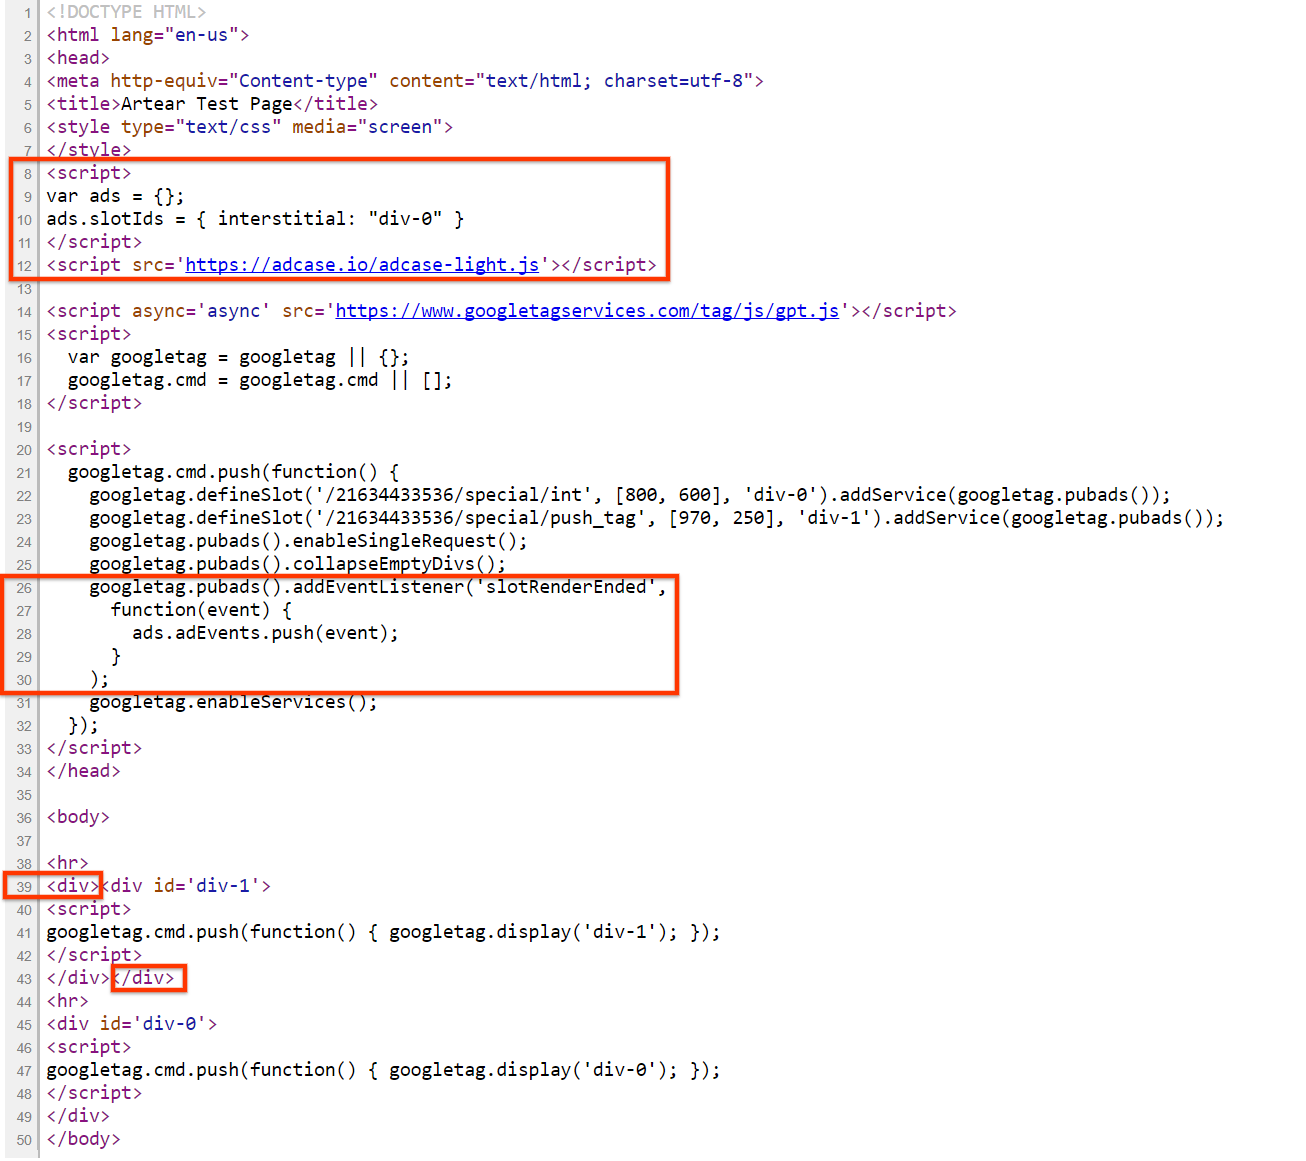 1 <!DOCTYPE HTML>
2 <html lang="en-us">
3 <head>
4 <meta http-equiv="Content-type" content="text/html; charset=utf-8">
5 <title>Artear Test Page</title>
6 <style type="text/css" media="screen">
7 </style>
8 <script>
9 var ads = {};
10 ads.slotIds = { interstitial: "div-0" }
11 </script>
12 <script src='https://adcase.io/adcase-light.js'></script>
13
14 <script async='async' src='https://www.googletagservices.com/tag/js/gpt.js'></script>
15 <script>
16   var googletag = googletag || {};
17   googletag.cmd = googletag.cmd || [];
18 </script>
19
20 <script>
21   googletag.cmd.push(function() {
22     googletag.defineSlot('/21634433536/special/int', [800, 600], 'div-0').addService(googletag.pubads());
23     googletag.defineSlot('/21634433536/special/push_tag', [970, 250], 'div-1').addService(googletag.pubads());
24     googletag.pubads().enableSingleRequest();
25     googletag.pubads().collapseEmptyDivs();
26     googletag.pubads().addEventListener('slotRenderEnded',
27       function(event) {
28         ads.adEvents.push(event);
29       }
30     );
31     googletag.enableServices();
32   });
33 </script>
34 </head>
35
36 <body>
37
38 <hr>
39 <div><div id='div-1'>
40 <script>
41 googletag.cmd.push(function() { googletag.display('div-1'); });
42 </script>
43 </div></div>
44 <hr>
45 <div id='div-0'>
46 <script>
47 googletag.cmd.push(function() { googletag.display('div-0'); });
48 </script>
49 </div>
50 </body>